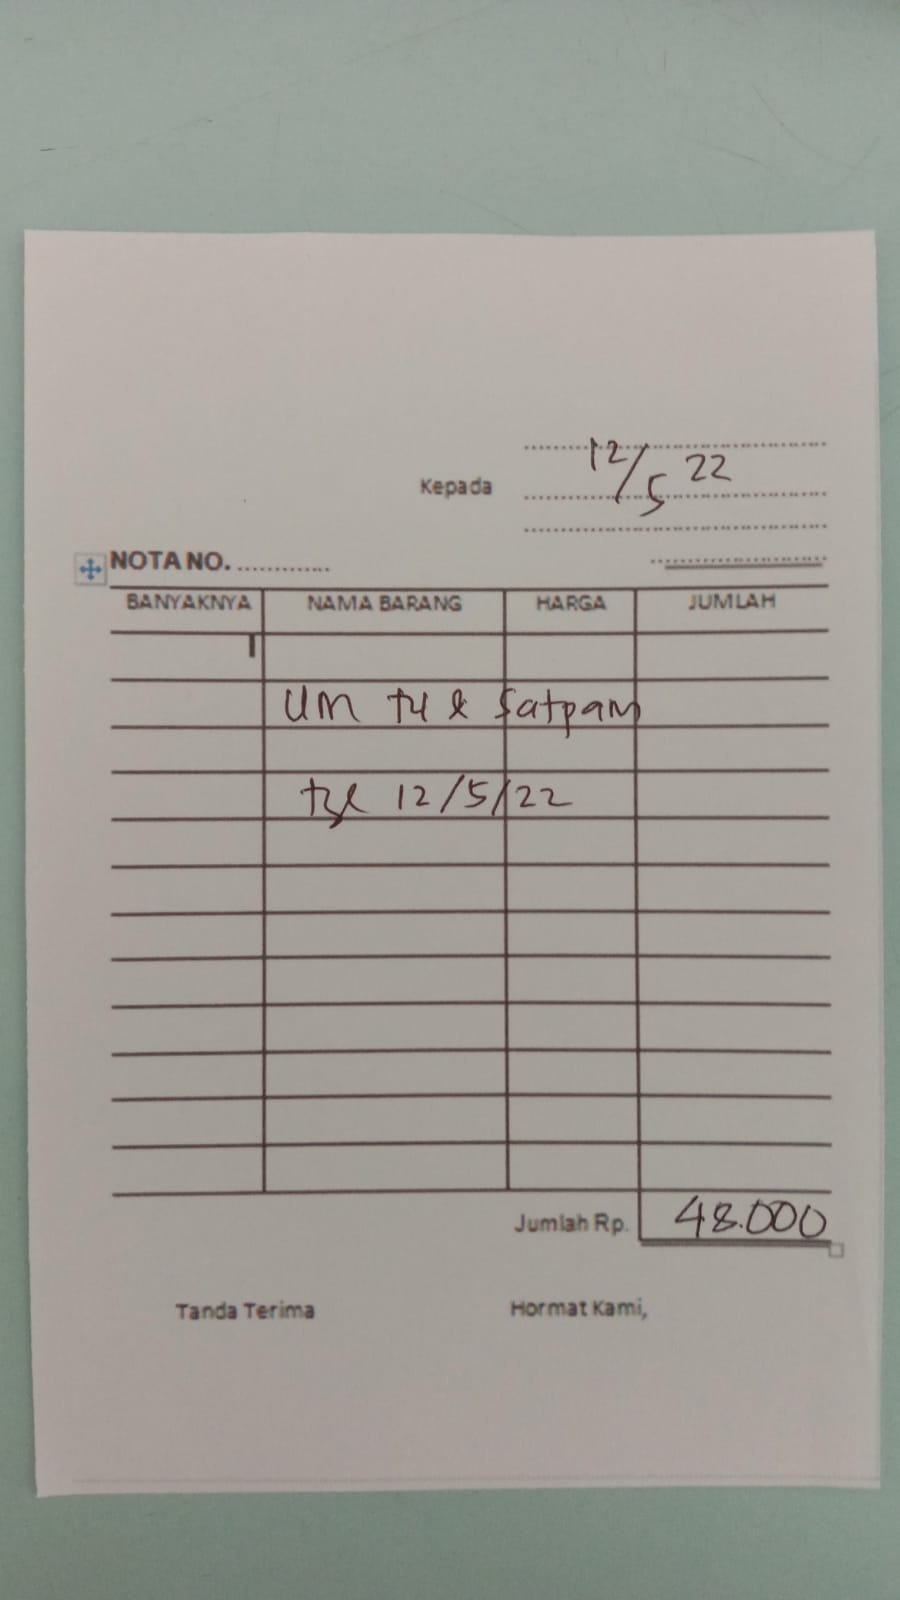 12/5 22
Kepada
NOTA NO. ............
BANYAKNYA NAMA BARANG HARGA JUMLAH
UM tu & Satpam
tgl 12/5/22
Jumlah Rp. 48.000
Tanda Terima Hormat Kami,